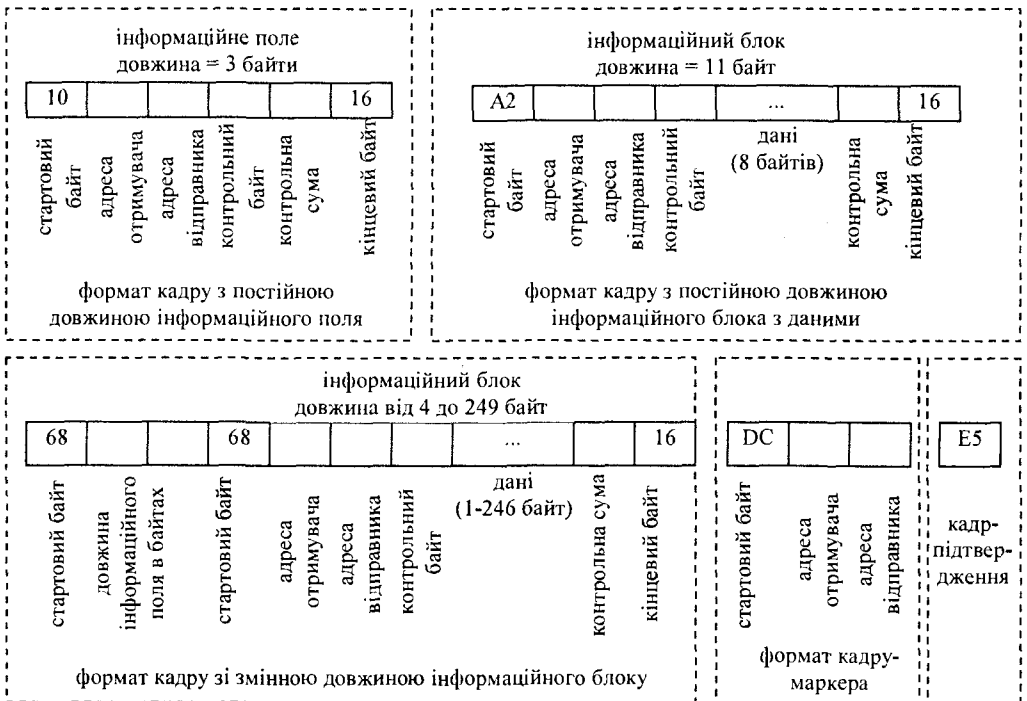 інформаційне поле
довжина = 3 байти
10
16
стартовий
байт
адреса
отримувача
адреса
відправника
контрольний
байт
контрольна
сума
кінцевий байт
формат кадру з постійною
довжиною інформаційного поля
інформаційний блок
довжина = 11 байт
A2
...
16
стартовий
байт
адреса
отримувача
адреса
відправника
контрольний
байт
дані
(8 байтів)
контрольна
сума
кінцевий байт
формат кадру з постійною довжиною
інформаційного блока з даними
інформаційний блок
довжина від 4 до 249 байт
68
68
...
16
стартовий байт
довжина
інформаційного
поля в байтах
стартовий байт
адреса
отримувача
адреса
відправника
контрольний
байт
дані
(1-246 байт)
контрольна сума
кінцевий байт
формат кадру зі змінною довжиною інформаційного блоку
DC
стартовий байт
адреса
отримувача
адреса
відправника
формат кадру-
маркера
E5
кадр-
підтвер-
дження